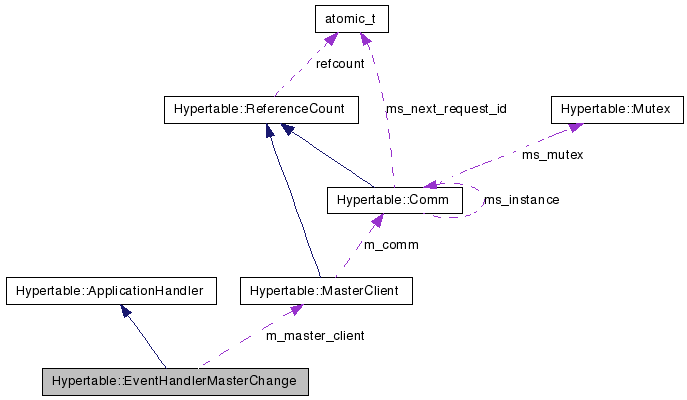 atomic_t
refcount
Hypertable::ReferenceCount
ms_next_request_id
Hypertable::Mutex
ms_mutex
Hypertable::Comm
ms_instance
m_comm
Hypertable::ApplicationHandler
Hypertable::MasterClient
m_master_client
Hypertable::EventHandlerMasterChange